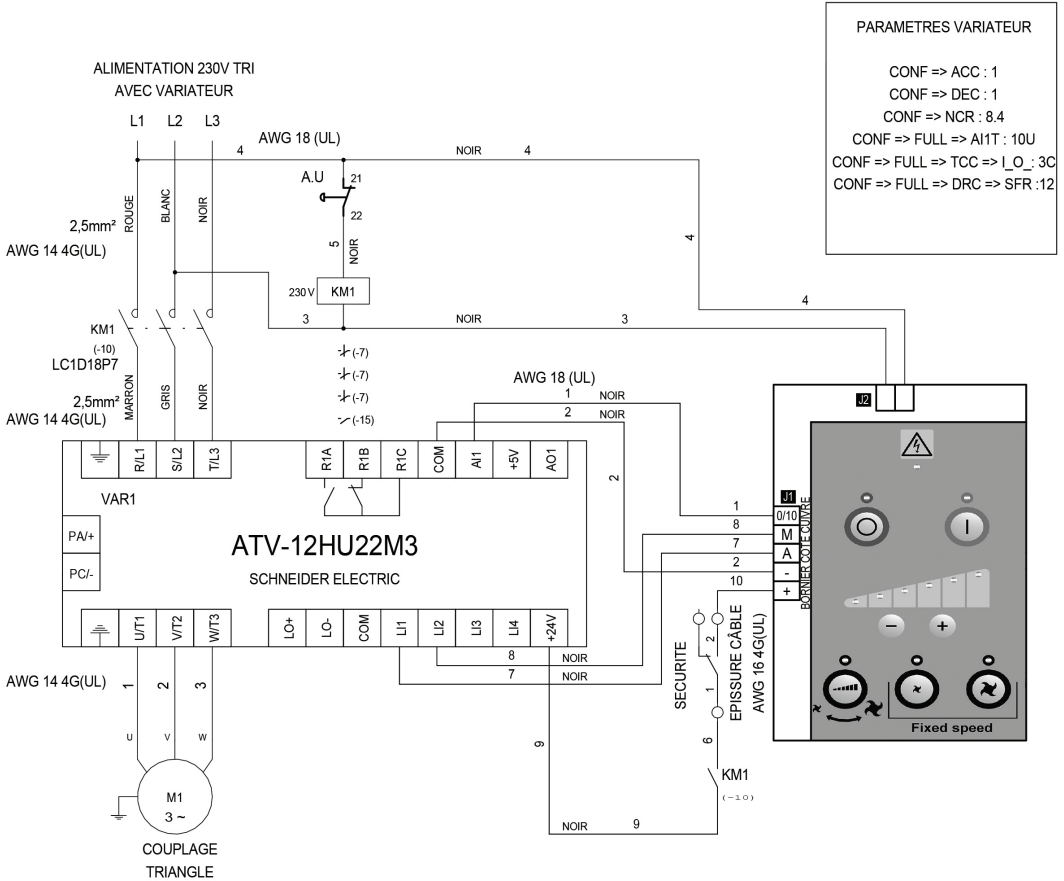 PARAMETRES VARIATEUR
CONF => ACC : 1
CONF => DEC : 1
CONF => NCR : 8.4
CONF => FULL => AI1T : 10U
CONF => FULL => TCC => I_O_: 3C
CONF => FULL => DRC => SFR :12
ALIMENTATION 230V TRI
AVEC VARIATEUR
L1 L2 L3
AWG 18 (UL)
4 NOIR 4
A.U 21
22
ROUGE BLANC NOIR
2,5mm²
AWG 14 4G(UL)
5 NOIR
4
230 V KM1
4
3 NOIR 3
KM1
(-10)
LC1D18P7
(-7)
(-7)
(-7)
(-15)
MARRON GRIS NOIR
2,5mm²
AWG 14 4G(UL)
AWG 18 (UL)
1 NOIR
2 NOIR
J2
R/L1 S/L2 T/L3 R1A R1B R1C COM AI1 +5V AO1
VAR1
2
J1
1 0/10
8 M
7 A
2 -
10 +
BORNIER COTE CUIVRE
PA/+
PC/-
ATV-12HU22M3
SCHNEIDER ELECTRIC
U/T1 V/T2 W/T3 LO+ LO- COM LI1 LI2 LI3 LI4 +24V
8 NOIR
7 NOIR
AWG 14 4G(UL)
1 2 3
U V W
SECURITE
2
1
EPISSURE CÂBLE
AWG 16 4G(UL)
6
9
KM1
(-10)
NOIR 9
Fixed speed
M1
3 ~
COUPLAGE
TRIANGLE